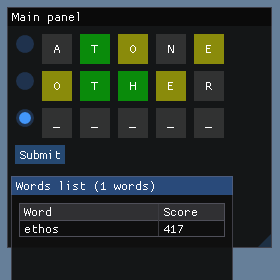 Main panel
A T O N E
O T H E R
_ _ _ _ _
Submit
Words list (1 words)
Word Score
ethos 417